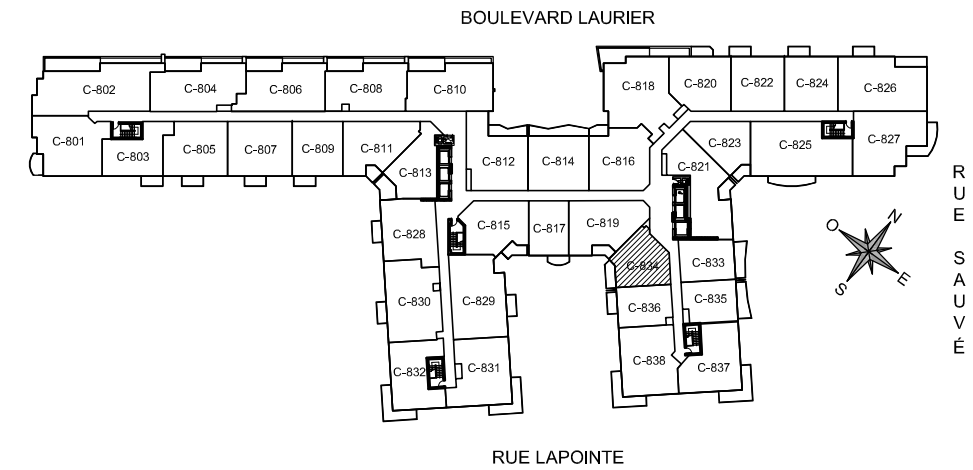 BOULEVARD LAURIER
C-802
C-804
C-806
C-808
C-810
C-818
C-820
C-822
C-824
C-826
C-801
C-803
C-805
C-807
C-809
C-811
C-813
C-812
C-814
C-816
C-823
C-821
C-825
C-827
C-828
C-815
C-817
C-819
C-834
C-833
C-830
C-829
C-836
C-835
C-832
C-831
C-838
C-837
N
O
E
S
RUE SAUVÉ
RUE LAPOINTE